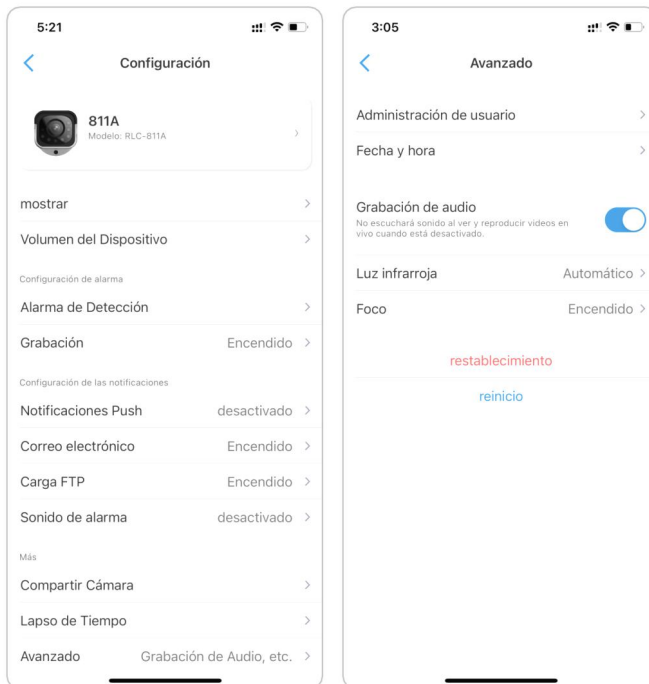 5:21
Configuración
811A
Modelo: RLC-811A
mostrar
Volumen del Dispositivo
Configuración de alarma
Alarma de Detección
Grabación Encendido
Configuración de las notificaciones
Notificaciones Push desactivado
Correo electrónico Encendido
Carga FTP Encendido
Sonido de alarma desactivado
Más
Compartir Cámara
Lapso de Tiempo
Avanzado Grabación de Audio, etc.
3:05
Avanzado
Administración de usuario
Fecha y hora
Grabación de audio
No escuchará sonido al ver y reproducir videos en
vivo cuando está desactivado.
Luz infrarroja Automático
Foco Encendido
restablecimiento
reinicio